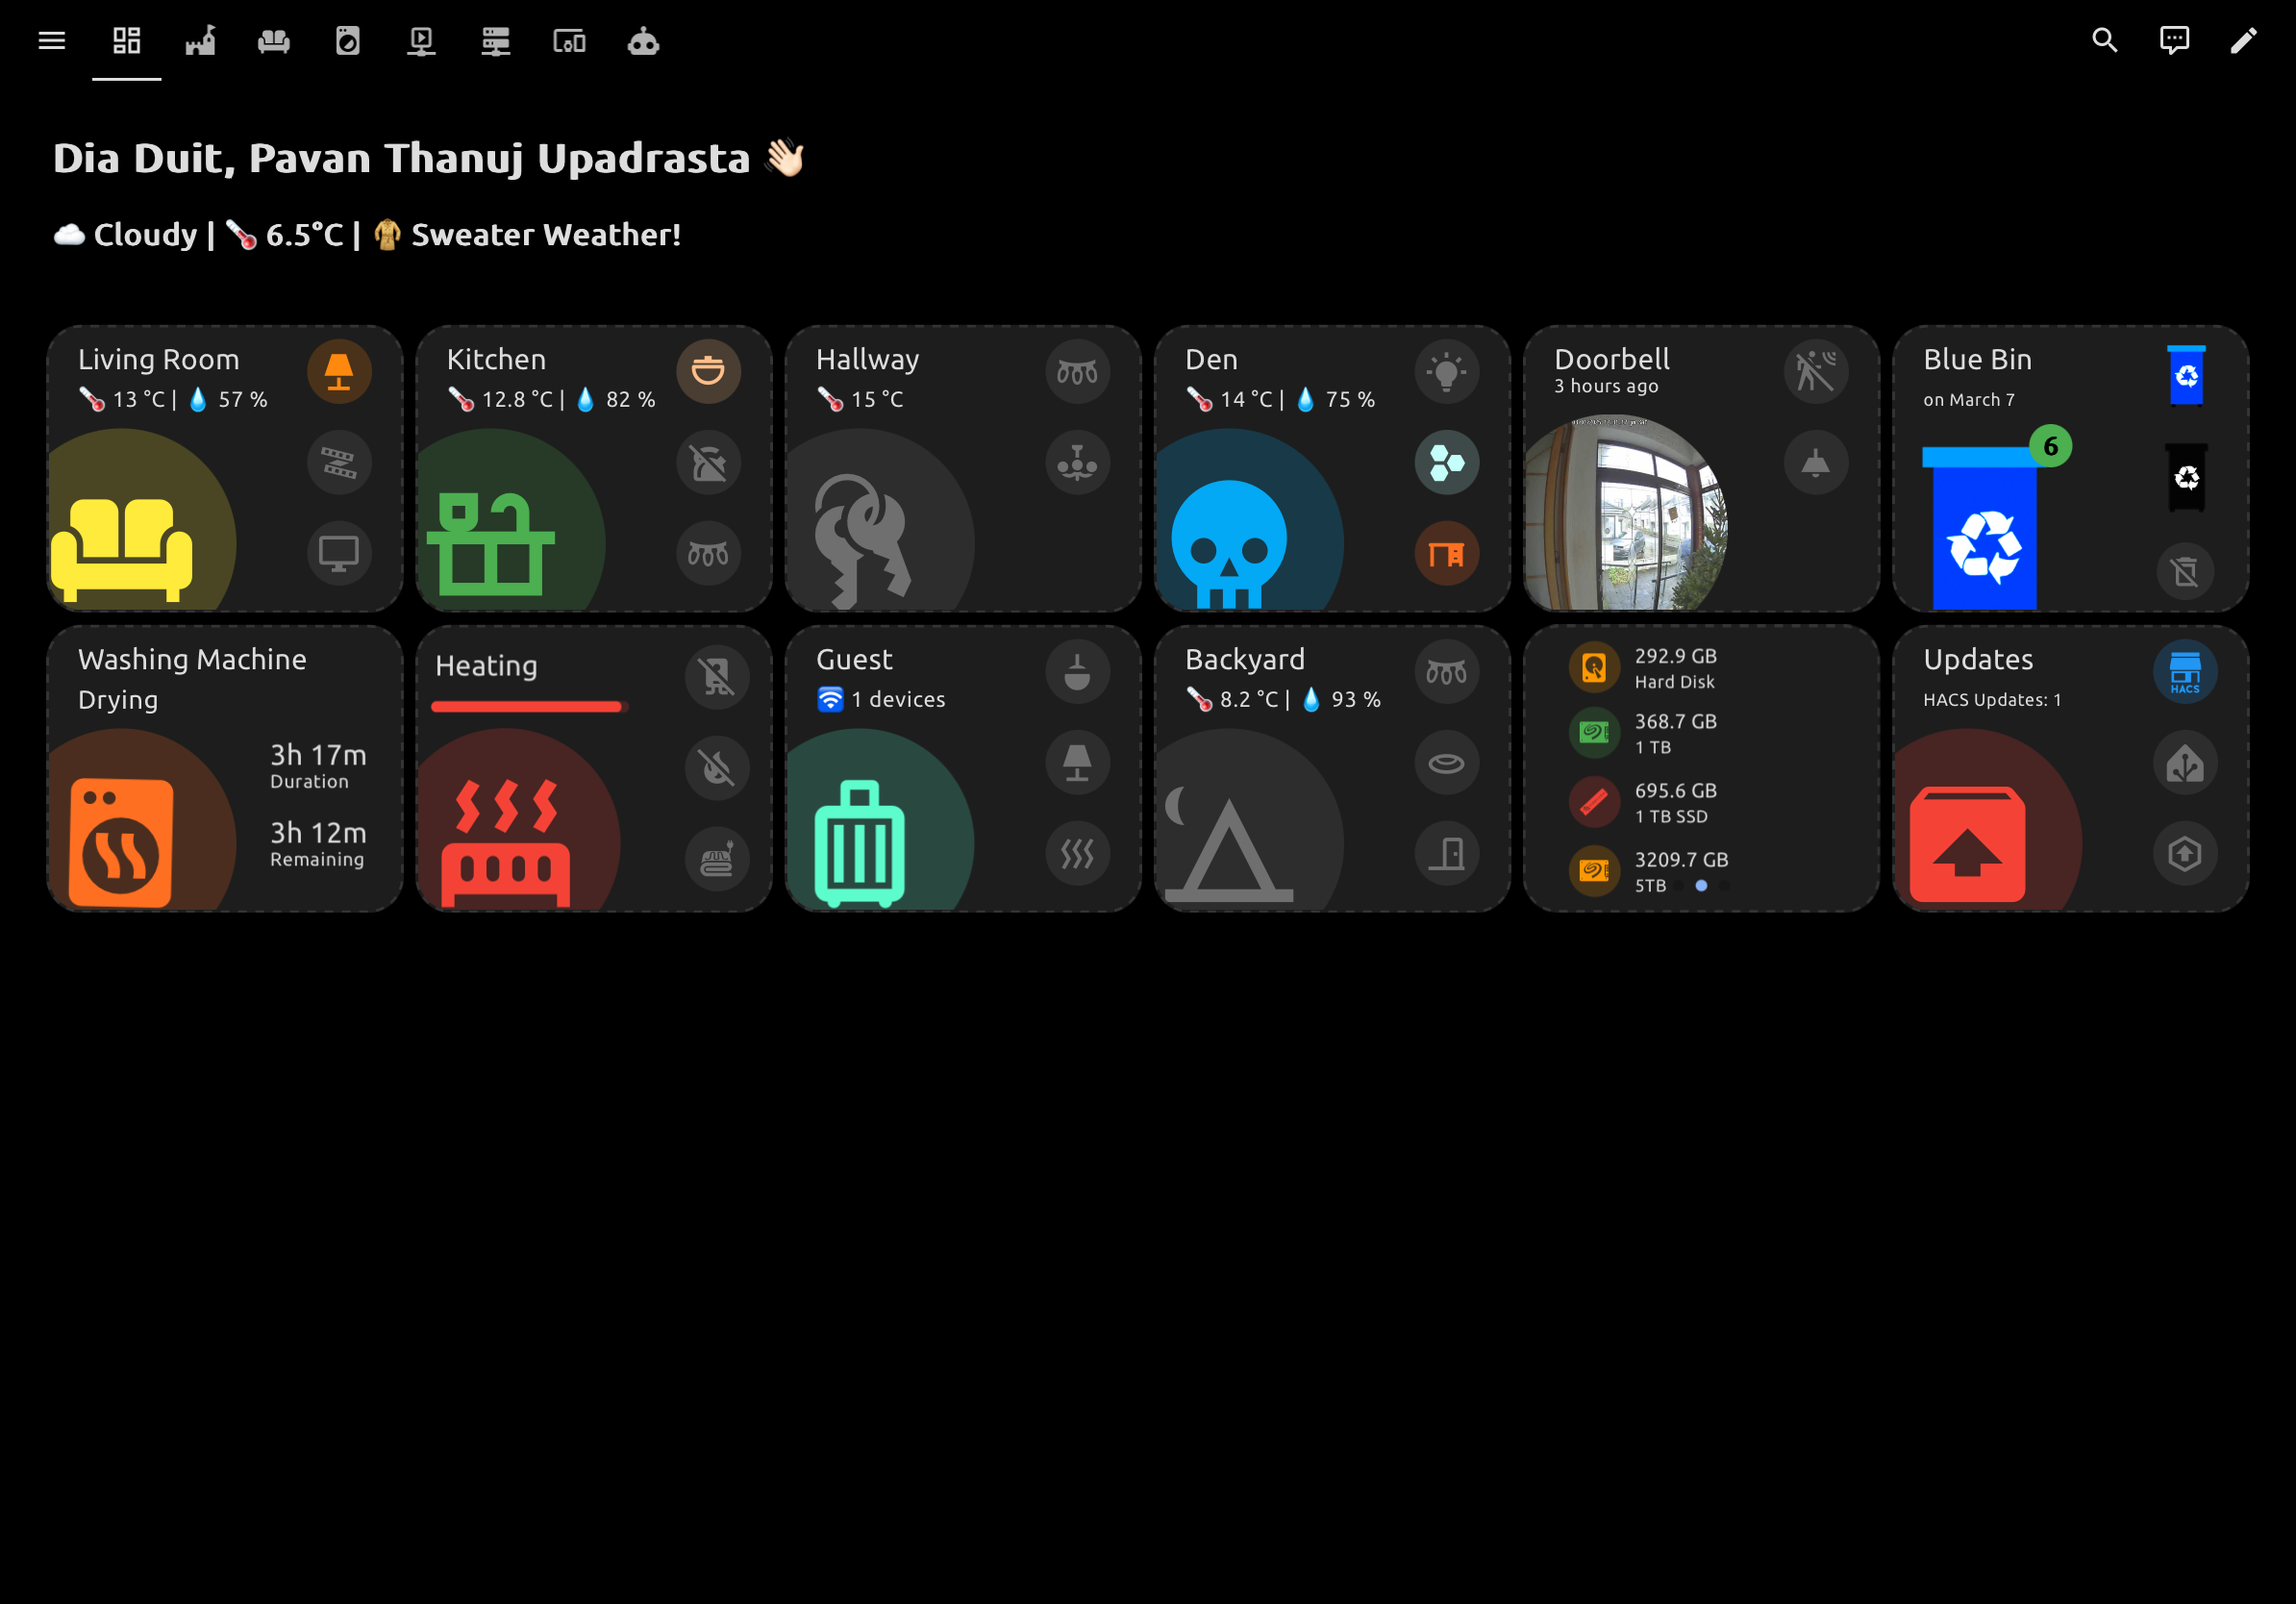 Dia Duit, Pavan Thanuj Upadrasta 👋🏻
☁️ Cloudy | 🌡️ 6.5°C | 🧥 Sweater Weather!
Living Room
🌡️ 13 °C | 💧 57 %
Kitchen
🌡️ 12.8 °C | 💧 82 %
Hallway
🌡️ 15 °C
Den
🌡️ 14 °C | 💧 75 %
Doorbell
3 hours ago
Blue Bin
on March 7
6
Washing Machine
Drying
3h 17m
Duration
3h 12m
Remaining
Heating
Guest
🛜 1 devices
Backyard
🌡️ 8.2 °C | 💧 93 %
292.9 GB
Hard Disk
368.7 GB
1 TB
695.6 GB
1 TB SSD
3209.7 GB
5TB
Updates
HACS Updates: 1
HACS